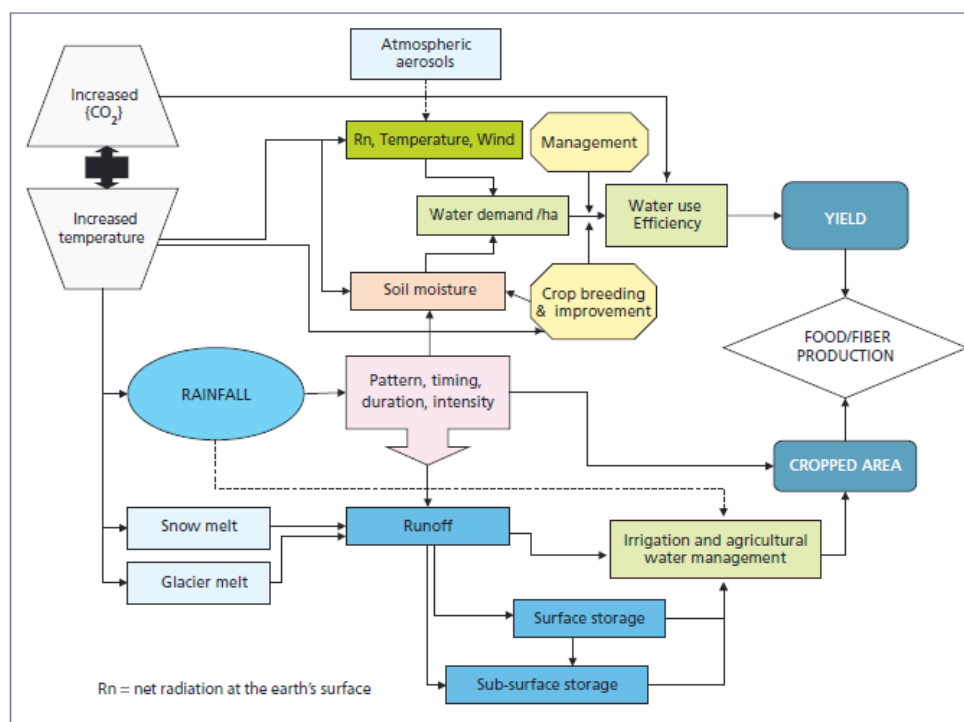 Atmospheric
aerosols
Increased
{CO₂}
Rn, Temperature, Wind
Management
Increased
temperature
Water demand /ha
Water use
Efficiency
YIELD
Soil moisture
Crop breeding
& improvement
FOOD/FIBER
PRODUCTION
RAINFALL
Pattern, timing,
duration, intensity
CROPPED AREA
Snow melt
Runoff
Irrigation and agricultural
water management
Glacier melt
Surface storage
Sub-surface storage
Rn = net radiation at the earth's surface